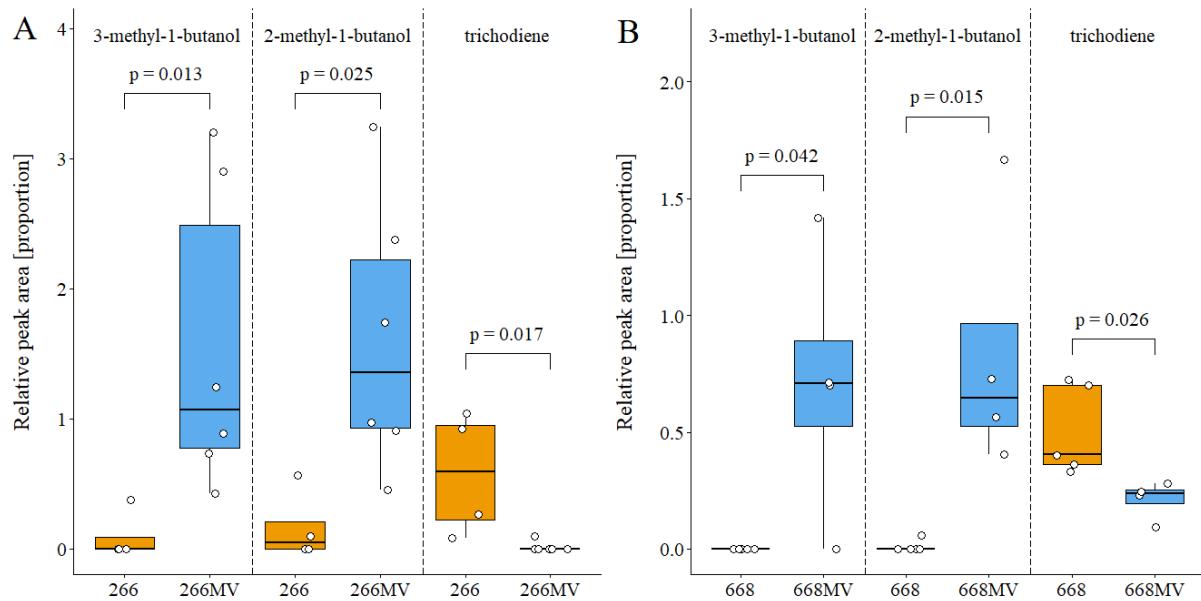 A
3-methyl-1-butanol
2-methyl-1-butanol
trichodiene
p = 0.013
p = 0.025
p = 0.017
Relative peak area [proportion]
4
3
2
1
0
266
266MV
266
266MV
266
266MV
B
3-methyl-1-butanol
2-methyl-1-butanol
trichodiene
p = 0.042
p = 0.015
p = 0.026
Relative peak area [proportion]
2.0
1.5
1.0
0.5
0.0
668
668MV
668
668MV
668
668MV